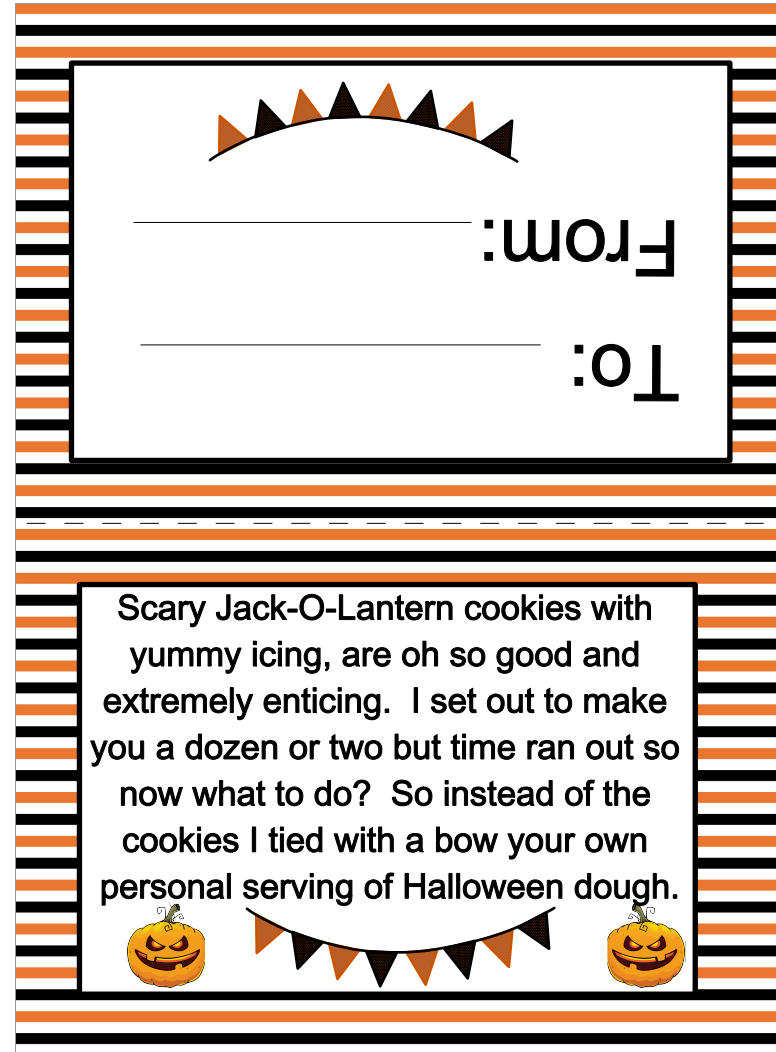 From:
To:
Scary Jack-O-Lantern cookies with
yummy icing, are oh so good and
extremely enticing.  I set out to make
you a dozen or two but time ran out so
now what to do?  So instead of the
cookies I tied with a bow your own
personal serving of Halloween dough.